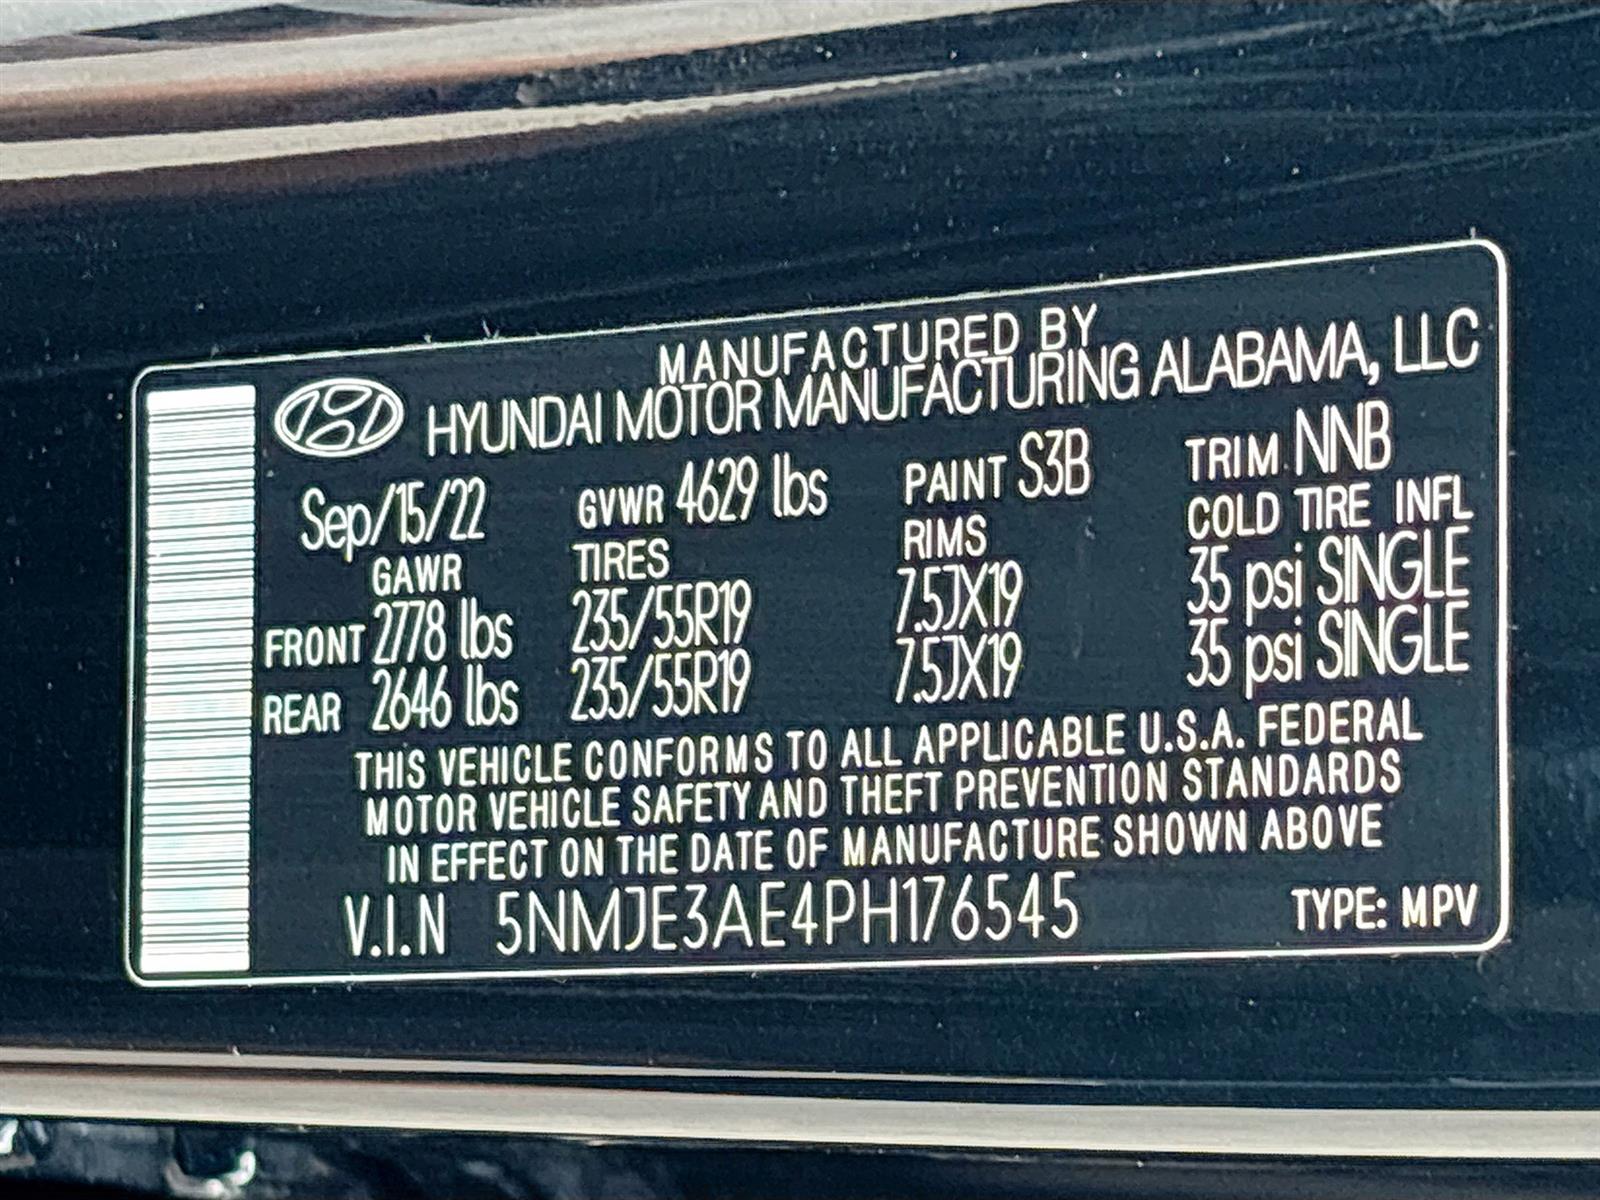 MANUFACTURED BY
HYUNDAI MOTOR MANUFACTURING ALABAMA, LLC
Sep/15/22 GVWR 4629 lbs PAINT S3B TRIM NNB
GAWR TIRES RIMS COLD TIRE INFL
FRONT 2778 lbs 235/55R19 7.5JX19 35 psi SINGLE
REAR 2646 lbs 235/55R19 7.5JX19 35 psi SINGLE
THIS VEHICLE CONFORMS TO ALL APPLICABLE U.S.A. FEDERAL
MOTOR VEHICLE SAFETY AND THEFT PREVENTION STANDARDS
IN EFFECT ON THE DATE OF MANUFACTURE SHOWN ABOVE
V.I.N 5NMJE3AE4PH176545 TYPE: MPV